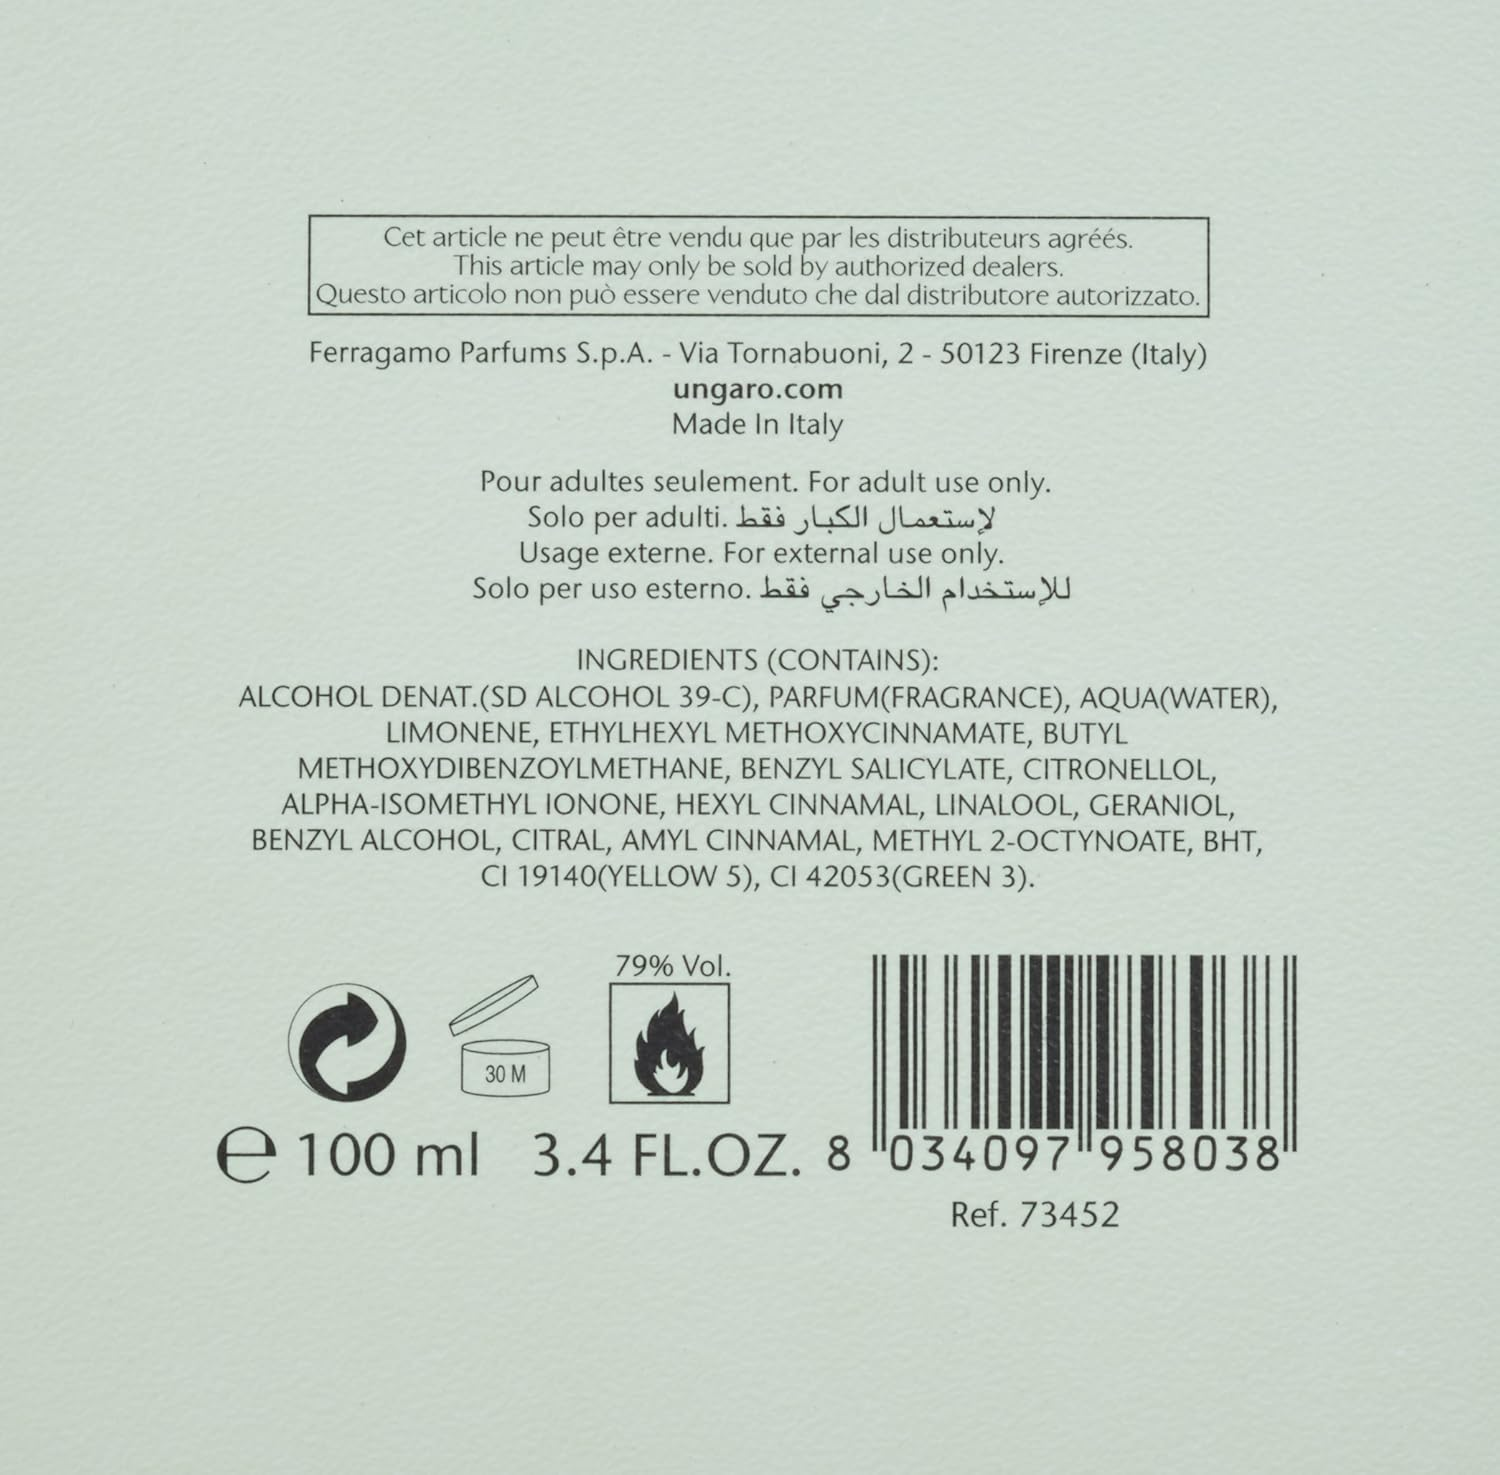 Cet article ne peut être vendu que par les distributeurs agréés.
This article may only be sold by authorized dealers.
Questo articolo non può essere venduto che dal distributore autorizzato.
Ferragamo Parfums S.p.A. - Via Tornabuoni, 2 - 50123 Firenze (Italy)
ungaro.com
Made In Italy
Pour adultes seulement. For adult use only.
Solo per adulti. لإستعمال الكبار فقط
Usage externe. For external use only.
Solo per uso esterno. للإستخدام الخارجي فقط
INGREDIENTS (CONTAINS):
ALCOHOL DENAT.(SD ALCOHOL 39-C), PARFUM(FRAGRANCE), AQUA(WATER),
LIMONENE, ETHYLHEXYL METHOXYCINNAMATE, BUTYL
METHOXYDIBENZOYLMETHANE, BENZYL SALICYLATE, CITRONELLOL,
ALPHA-ISOMETHYL IONONE, HEXYL CINNAMAL, LINALOOL, GERANIOL,
BENZYL ALCOHOL, CITRAL, AMYL CINNAMAL, METHYL 2-OCTYNOATE, BHT,
CI 19140(YELLOW 5), CI 42053(GREEN 3).
79% Vol.
30 M
℮ 100 ml 3.4 FL.OZ.
8 034097 958038
Ref. 73452